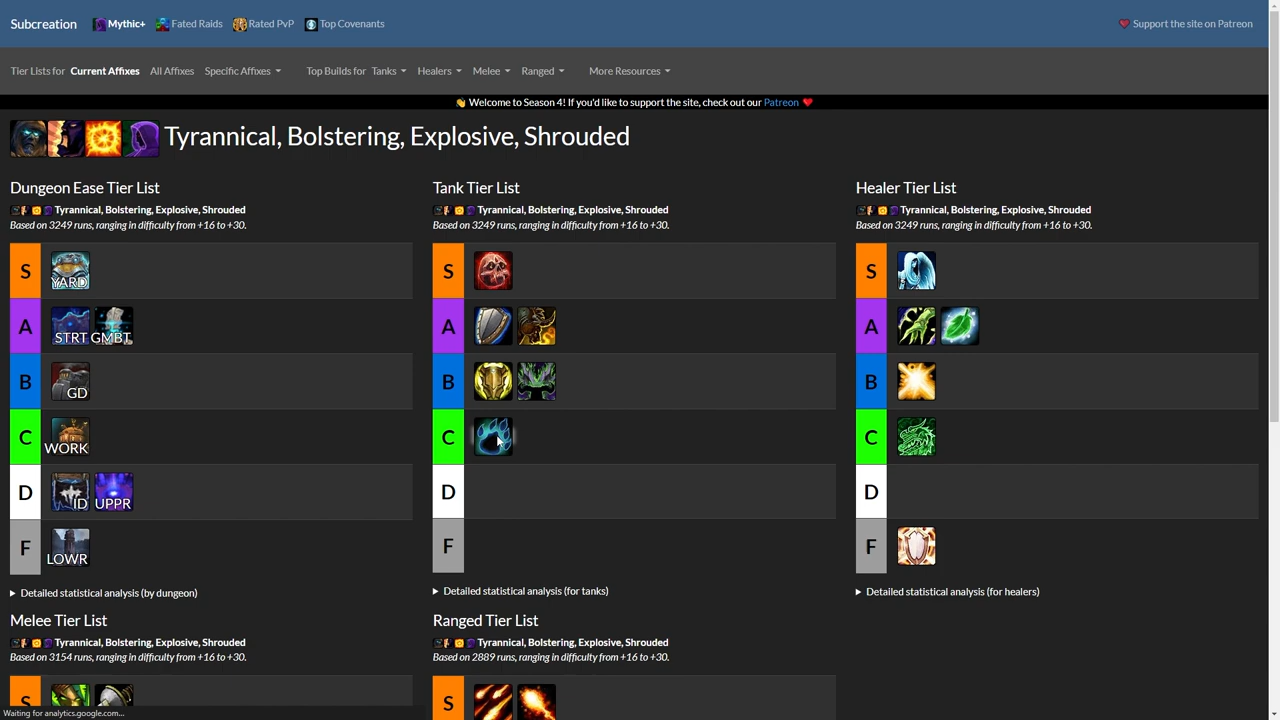 Subcreation Mythic+ Fated Raids Rated PvP Top Covenants Support the site on Patreon
Tier Lists for Current Affixes All Affixes Specific Affixes Top Builds for Tanks Healers Melee Ranged More Resources
👋 Welcome to Season 4! If you'd like to support the site, check out our Patreon ❤️
Tyrannical, Bolstering, Explosive, Shrouded
Dungeon Ease Tier List
Tyrannical, Bolstering, Explosive, Shrouded
Based on 3249 runs, ranging in difficulty from +16 to +30.
S YARD
A STRT GMBT
B GD
C WORK
D ID UPPR
F LOWR
Detailed statistical analysis (by dungeon)
Tank Tier List
Tyrannical, Bolstering, Explosive, Shrouded
Based on 3249 runs, ranging in difficulty from +16 to +30.
S
A
B
C
D
F
Detailed statistical analysis (for tanks)
Healer Tier List
Tyrannical, Bolstering, Explosive, Shrouded
Based on 3249 runs, ranging in difficulty from +16 to +30.
S
A
B
C
D
F
Detailed statistical analysis (for healers)
Melee Tier List
Tyrannical, Bolstering, Explosive, Shrouded
Based on 3154 runs, ranging in difficulty from +16 to +30.
S
Ranged Tier List
Tyrannical, Bolstering, Explosive, Shrouded
Based on 2889 runs, ranging in difficulty from +16 to +30.
S
Waiting for analytics.google.com...